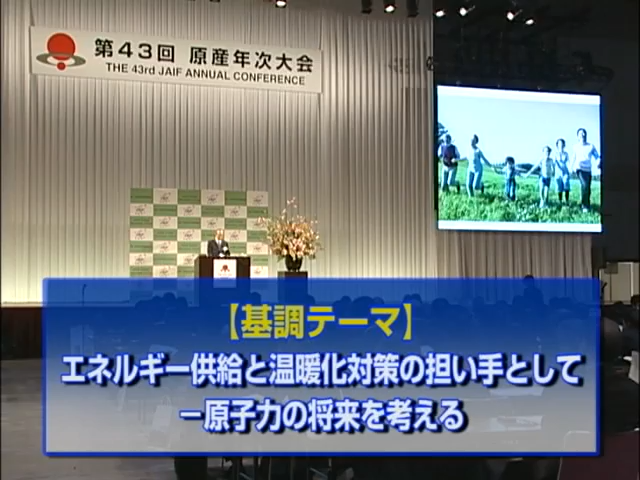 第43回 原産年次大会
THE 43rd JAIF ANNUAL CONFERENCE
【基調テーマ】
エネルギー供給と温暖化対策の担い手として
－原子力の将来を考える